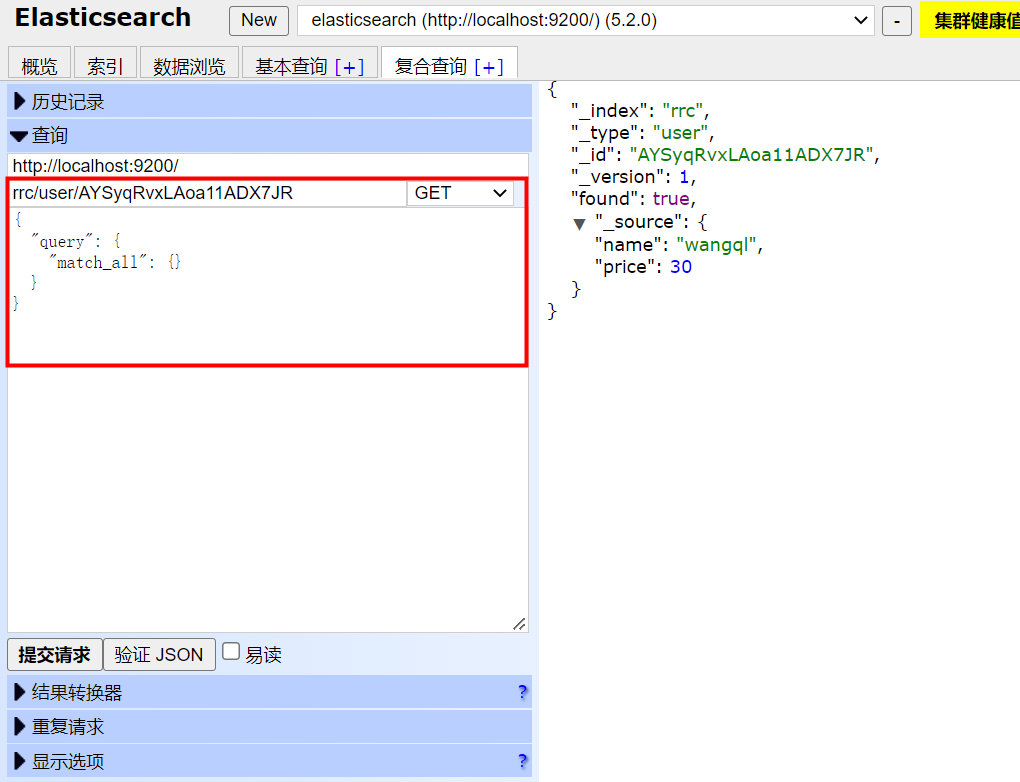 Elasticsearch New elasticsearch (http://localhost:9200/) (5.2.0) - 集群健康值
概览 索引 数据浏览 基本查询 [+] 复合查询 [+]
历史记录
查询
http://localhost:9200/
rrc/user/AYSyqRvxLAoa11ADX7JR GET
{
"query": {
"match_all": {}
}
}
提交请求 验证 JSON 易读
结果转换器 ?
重复请求
显示选项 ?
{
"_index": "rrc",
"_type": "user",
"_id": "AYSyqRvxLAoa11ADX7JR",
"_version": 1,
"found": true,
▼ "_source": {
"name": "wangql",
"price": 30
}
}